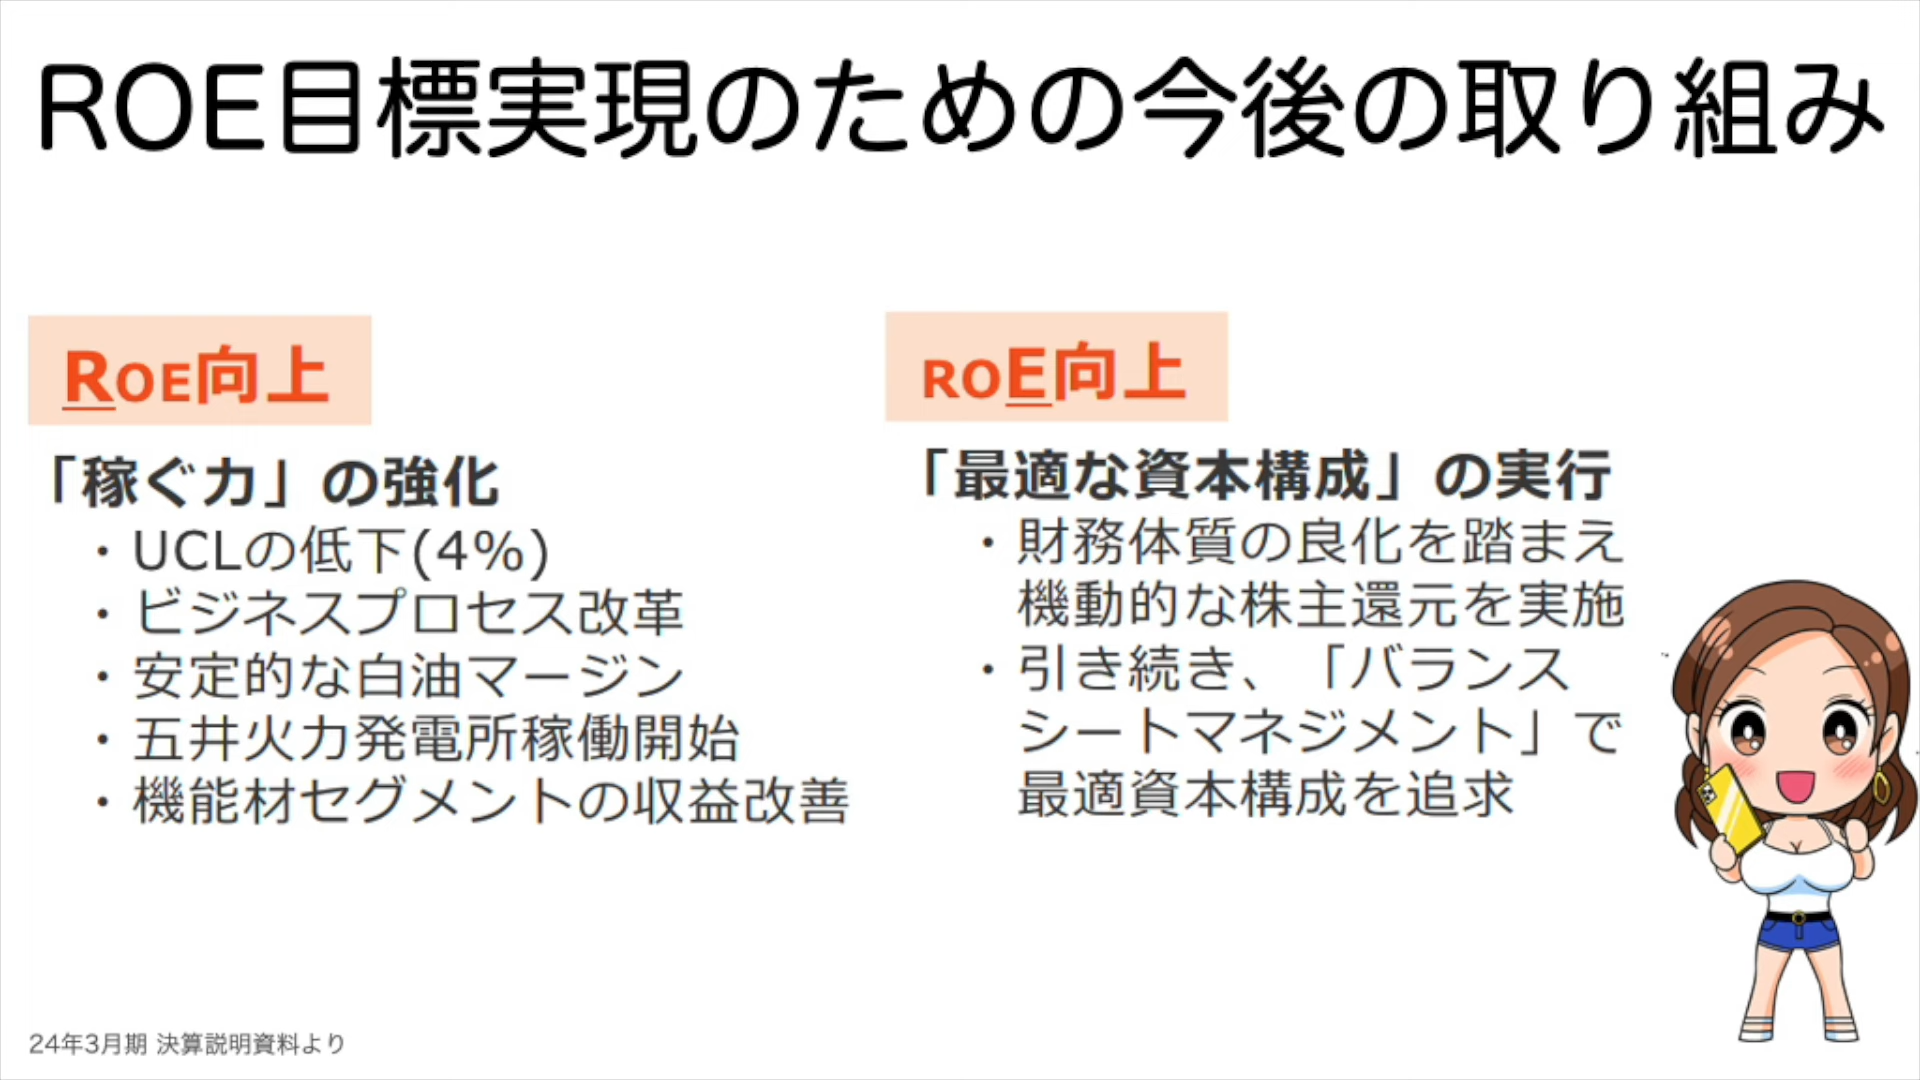 ROE目標実現のための今後の取り組み
ROE向上
「稼ぐ力」の強化
・UCLの低下(4%)
・ビジネスプロセス改革
・安定的な白油マージン
・五井火力発電所稼働開始
・機能材セグメントの収益改善
ROE向上
「最適な資本構成」の実行
・財務体質の良化を踏まえ
機動的な株主還元を実施
・引き続き、「バランス
シートマネジメント」で
最適資本構成を追求
24年3月期 決算説明資料より